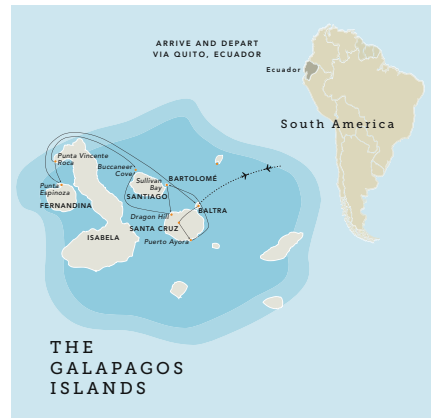 ARRIVE AND DEPART
VIA QUITO, ECUADOR
Ecuador
South America
Punta Vincente
Roca
Buccaneer
Cove
Sullivan
Bay
BARTOLOMÉ
Punta
Espinoza
SANTIAGO
FERNANDINA
BALTRA
Dragon Hill
SANTA CRUZ
ISABELA
Puerto Ayora
THE
GALAPAGOS
ISLANDS